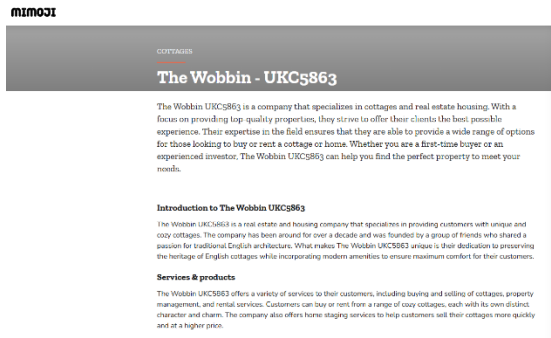 MIMOJI
COTTAGES
The Wobbin - UKC5863
The Wobbin UKC5863 is a company that specializes in cottages and real estate housing. With a
focus on providing top-quality properties, they strive to offer their clients the best possible
experience. Their expertise in the field ensures that they are able to provide a wide range of options
for those looking to buy or rent a cottage or home. Whether you are a first-time buyer or an
experienced investor, The Wobbin UKC5863 can help you find the perfect property to meet your
needs.
Introduction to The Wobbin UKC5863
The Wobbin UKC5863 is a real estate and housing company that specializes in providing customers with unique and
cozy cottages. The company has been around for over a decade and was founded by a group of friends who shared a
passion for traditional English architecture. What makes The Wobbin UKC5863 unique is their dedication to preserving
the heritage of English cottages while incorporating modern amenities to ensure maximum comfort for their customers.
Services & products
The Wobbin UKC5863 offers a variety of services to their customers, including buying and selling of cottages, property
management, and rental services. Customers can buy or rent from a range of cozy cottages, each with its own distinct
character and charm. The company also offers home staging services to help customers sell their cottages more quickly
and at a higher price.